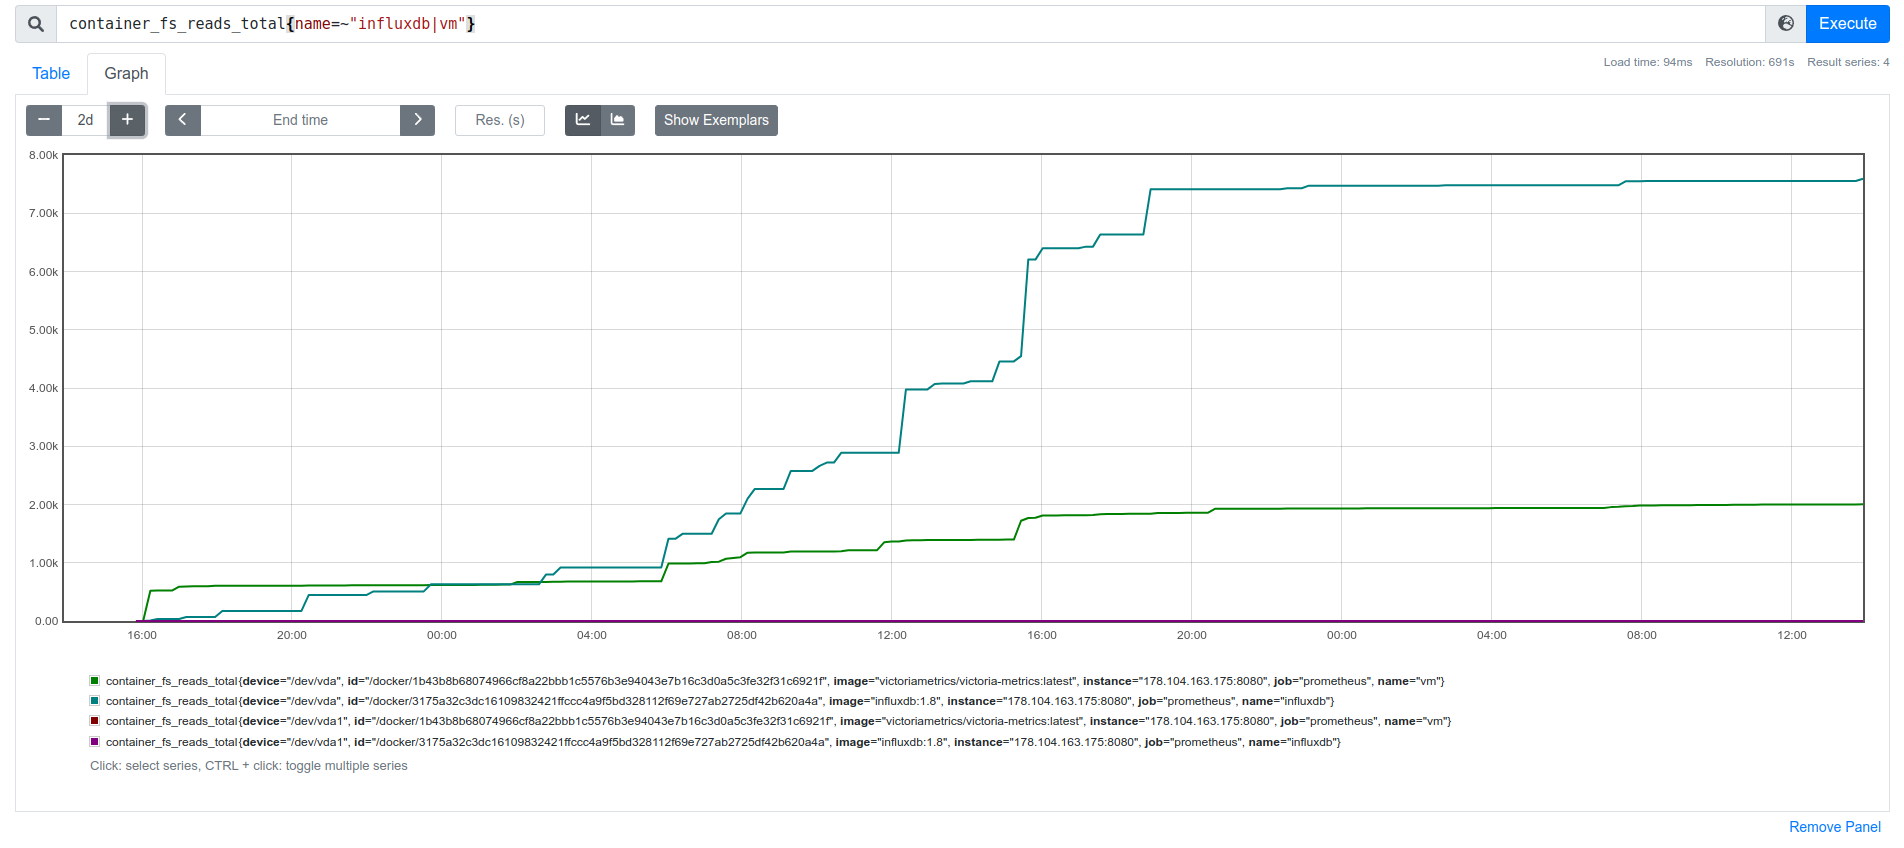 container_fs_reads_total{name=~"influxdb|vm"}
Execute
Table Graph
Load time: 94ms Resolution: 691s Result series: 4
2d End time Res. (s) Show Exemplars
8.00k
7.00k
6.00k
5.00k
4.00k
3.00k
2.00k
1.00k
0.00
16:00 20:00 00:00 04:00 08:00 12:00 16:00 20:00 00:00 04:00 08:00 12:00
container_fs_reads_total{device="/dev/vda", id="/docker/1b43b8b68074966cf8a22bbb1c5576b3e94043e7b16c3d0a5c3fe32f31c6921f", image="victoriametrics/victoria-metrics:latest", instance="178.104.163.175:8080", job="prometheus", name="vm"}
container_fs_reads_total{device="/dev/vda", id="/docker/3175a32c3dc16109832421ffccc4a9f5bd328112f69e727ab2725df42b620a4a", image="influxdb:1.8", instance="178.104.163.175:8080", job="prometheus", name="influxdb"}
container_fs_reads_total{device="/dev/vda1", id="/docker/1b43b8b68074966cf8a22bbb1c5576b3e94043e7b16c3d0a5c3fe32f31c6921f", image="victoriametrics/victoria-metrics:latest", instance="178.104.163.175:8080", job="prometheus", name="vm"}
container_fs_reads_total{device="/dev/vda1", id="/docker/3175a32c3dc16109832421ffccc4a9f5bd328112f69e727ab2725df42b620a4a", image="influxdb:1.8", instance="178.104.163.175:8080", job="prometheus", name="influxdb"}
Click: select series, CTRL + click: toggle multiple series
Remove Panel